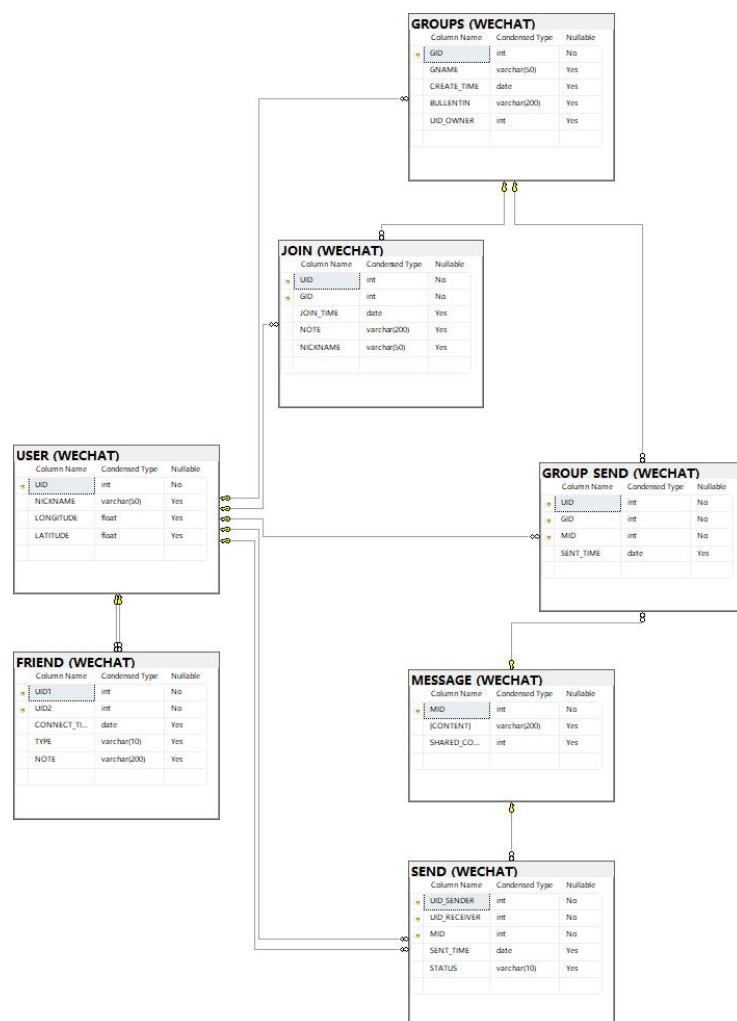 GROUPS (WECHAT)
Column Name Condensed Type Nullable
GID int No
GNAME varchar(50) Yes
CREATE_TIME date Yes
BULLENTIN varchar(200) Yes
UID_OWNER int Yes
JOIN (WECHAT)
Column Name Condensed Type Nullable
UID int No
GID int No
JOIN_TIME date Yes
NOTE varchar(200) Yes
NICKNAME varchar(50) Yes
USER (WECHAT)
Column Name Condensed Type Nullable
UID int No
NICKNAME varchar(50) Yes
LONGITUDE float Yes
LATITUDE float Yes
GROUP SEND (WECHAT)
Column Name Condensed Type Nullable
UID int No
GID int No
MID int No
SENT_TIME date Yes
FRIEND (WECHAT)
Column Name Condensed Type Nullable
UID1 int No
UID2 int No
CONNECT_TI... date Yes
TYPE varchar(10) Yes
NOTE varchar(200) Yes
MESSAGE (WECHAT)
Column Name Condensed Type Nullable
MID int No
[CONTENT] varchar(200) Yes
SHARED_CO... int Yes
SEND (WECHAT)
Column Name Condensed Type Nullable
UID_SENDER int No
UID_RECEIVER int No
MID int No
SENT_TIME date Yes
STATUS varchar(10) Yes